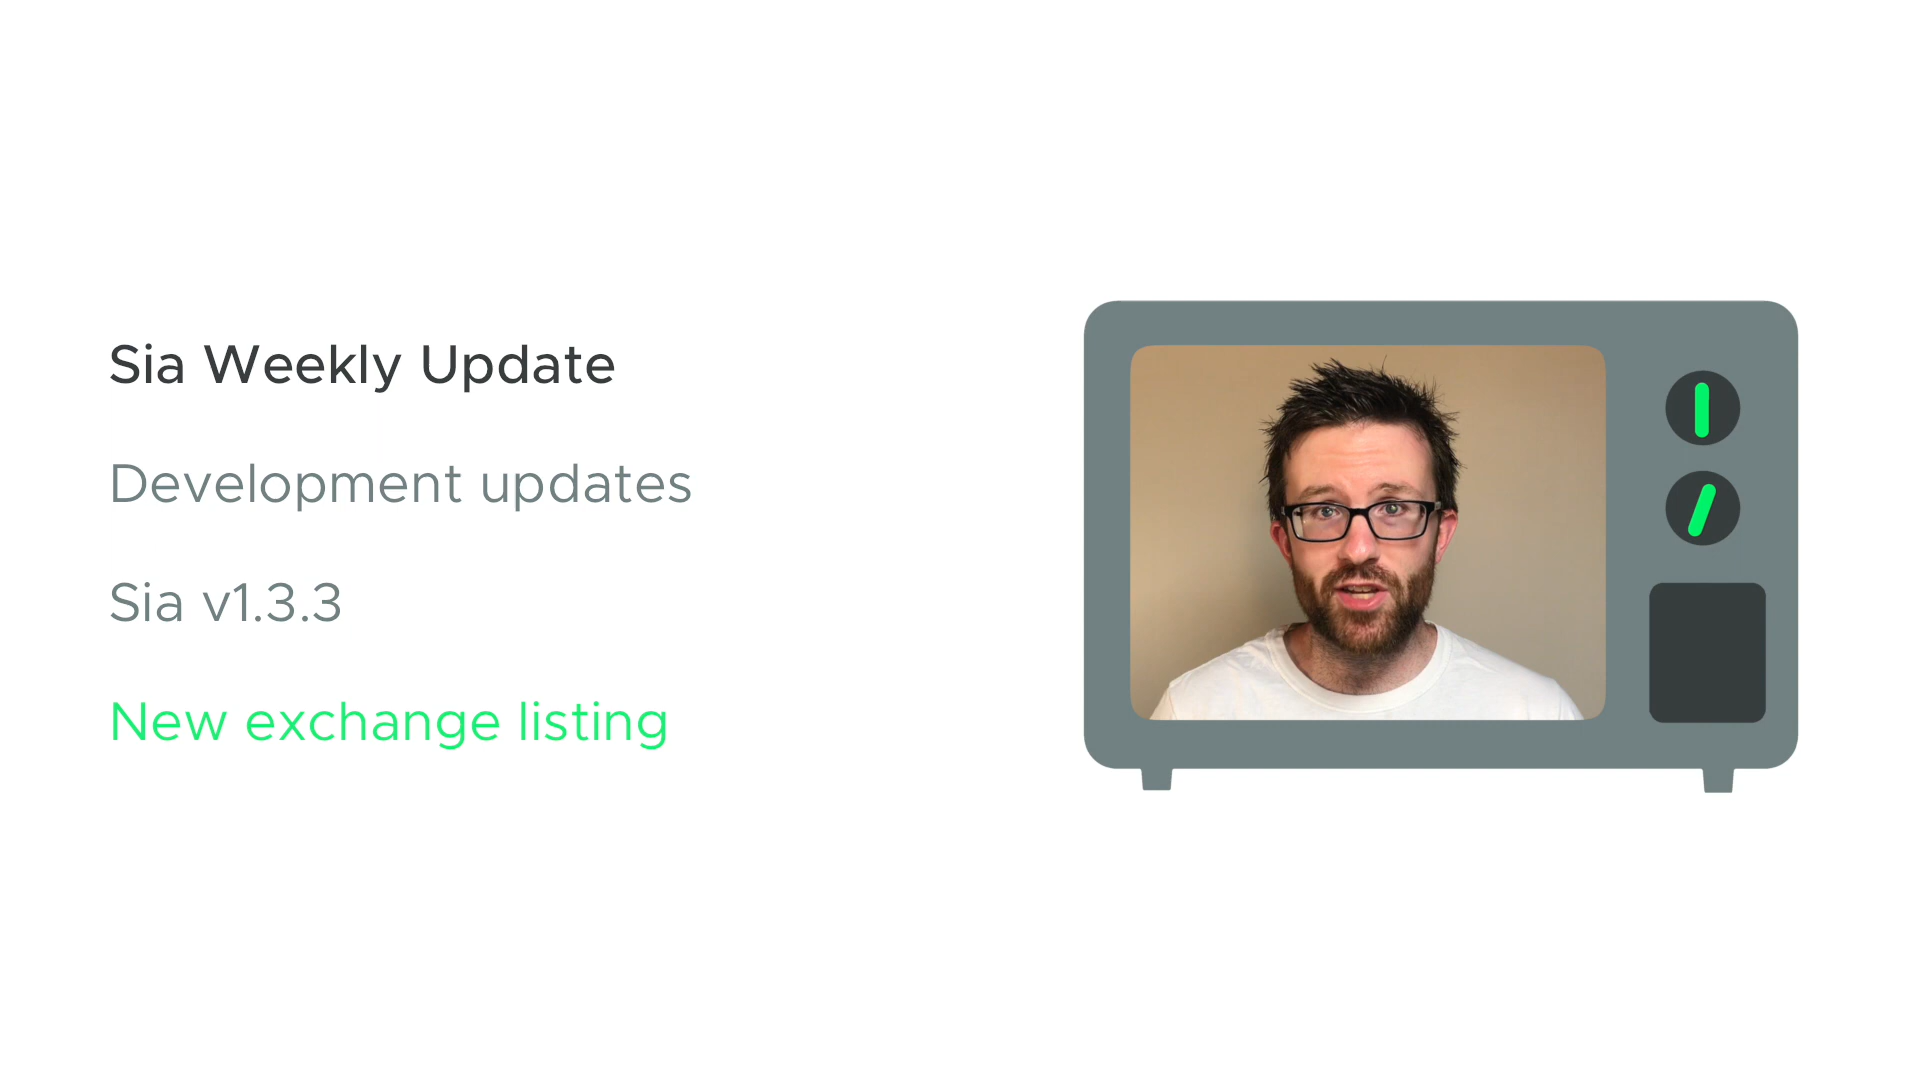 Sia Weekly Update
Development updates
Sia v1.3.3
New exchange listing